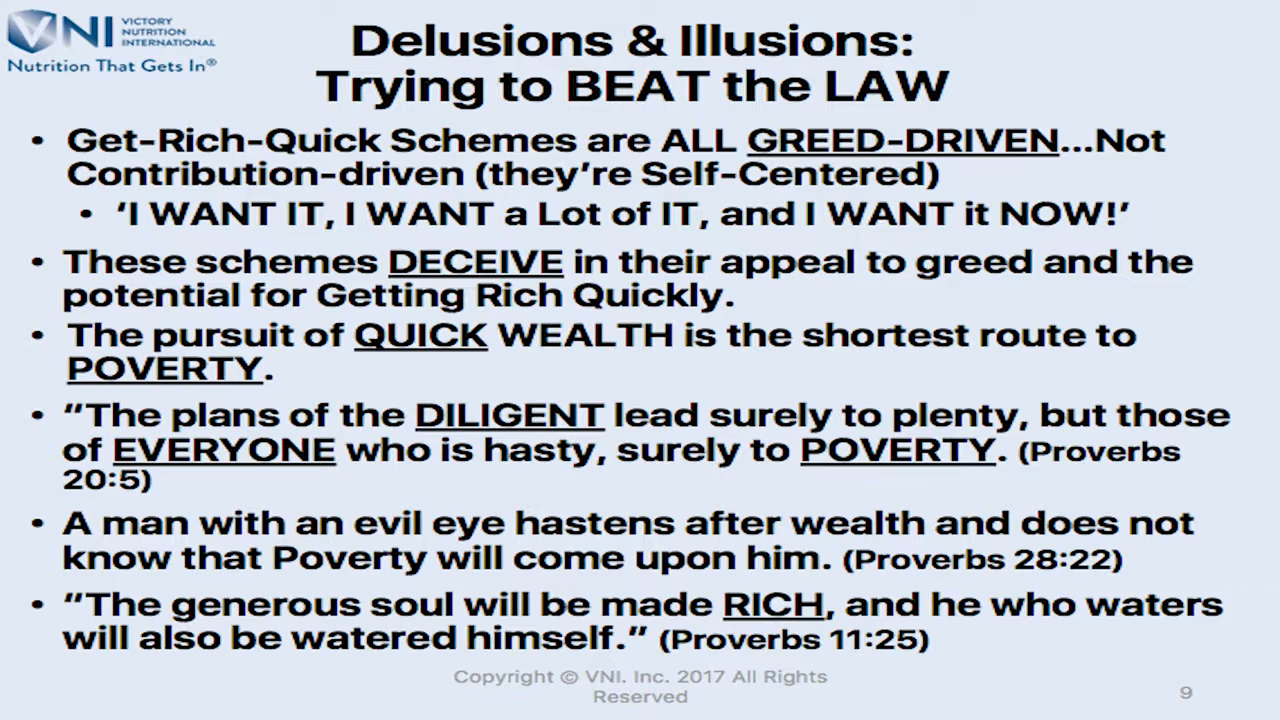 VNI VICTORY
NUTRITION
INTERNATIONAL
Nutrition That Gets In®
Delusions & Illusions:
Trying to BEAT the LAW
• Get-Rich-Quick Schemes are ALL GREED-DRIVEN...Not
Contribution-driven (they're Self-Centered)
• 'I WANT IT, I WANT a Lot of IT, and I WANT it NOW!'
• These schemes DECEIVE in their appeal to greed and the
potential for Getting Rich Quickly.
• The pursuit of QUICK WEALTH is the shortest route to
POVERTY.
• "The plans of the DILIGENT lead surely to plenty, but those
of EVERYONE who is hasty, surely to POVERTY. (Proverbs
20:5)
• A man with an evil eye hastens after wealth and does not
know that Poverty will come upon him. (Proverbs 28:22)
• "The generous soul will be made RICH, and he who waters
will also be watered himself." (Proverbs 11:25)
Copyright © VNI. Inc. 2017 All Rights
Reserved
9